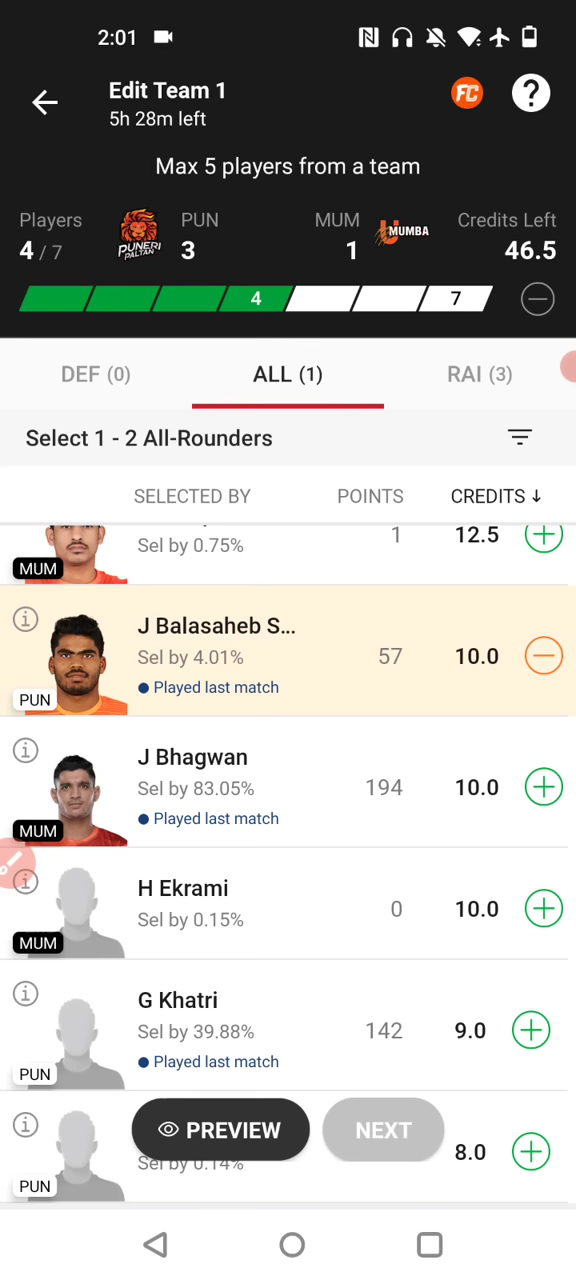 2:01
Edit Team 1
5h 28m left
FC
?
Max 5 players from a team
Players
4 / 7
PUNERI
PALTAN
PUN
3
MUM
1
U MUMBA
Credits Left
46.5
4
7
DEF (0)
ALL (1)
RAI (3)
Select 1 - 2 All-Rounders
SELECTED BY
POINTS
CREDITS ↓
MUM
Sel by 0.75%
1
12.5
J Balasaheb S...
Sel by 4.01%
57
10.0
Played last match
PUN
J Bhagwan
Sel by 83.05%
194
10.0
Played last match
MUM
H Ekrami
Sel by 0.15%
0
10.0
MUM
G Khatri
Sel by 39.88%
142
9.0
Played last match
PUN
PREVIEW
NEXT
Sel by 0.14%
8.0
PUN